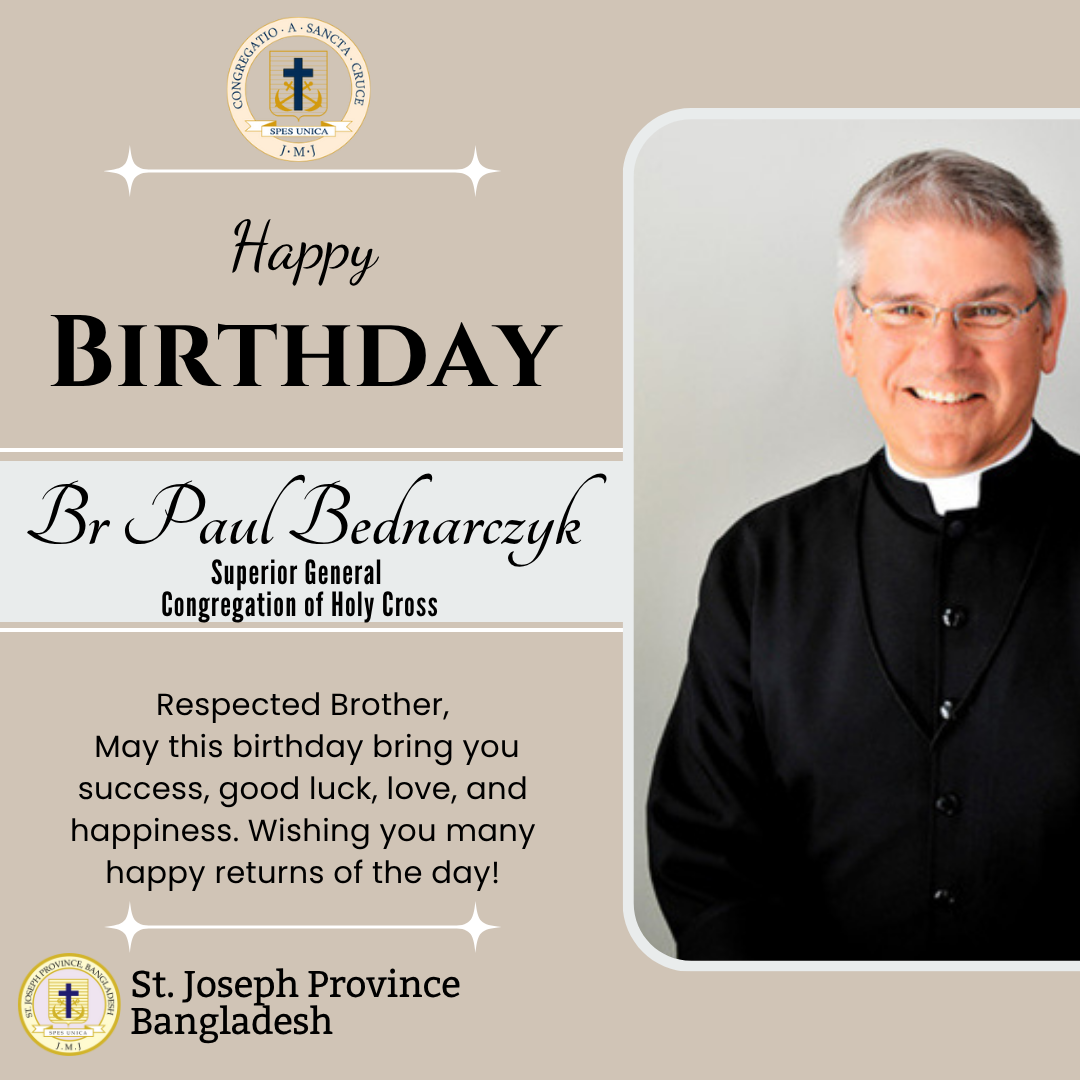 CONGREGATIO · A · SANCTA · CRUCE
SPES UNICA
J · M · J
Happy
BIRTHDAY
Br Paul Bednarczyk
Superior General
Congregation of Holy Cross
Respected Brother,
May this birthday bring you
success, good luck, love, and
happiness. Wishing you many
happy returns of the day!
ST. JOSEPH PROVINCE, BANGLADESH
SPES UNICA
J.M.J
St. Joseph Province
Bangladesh